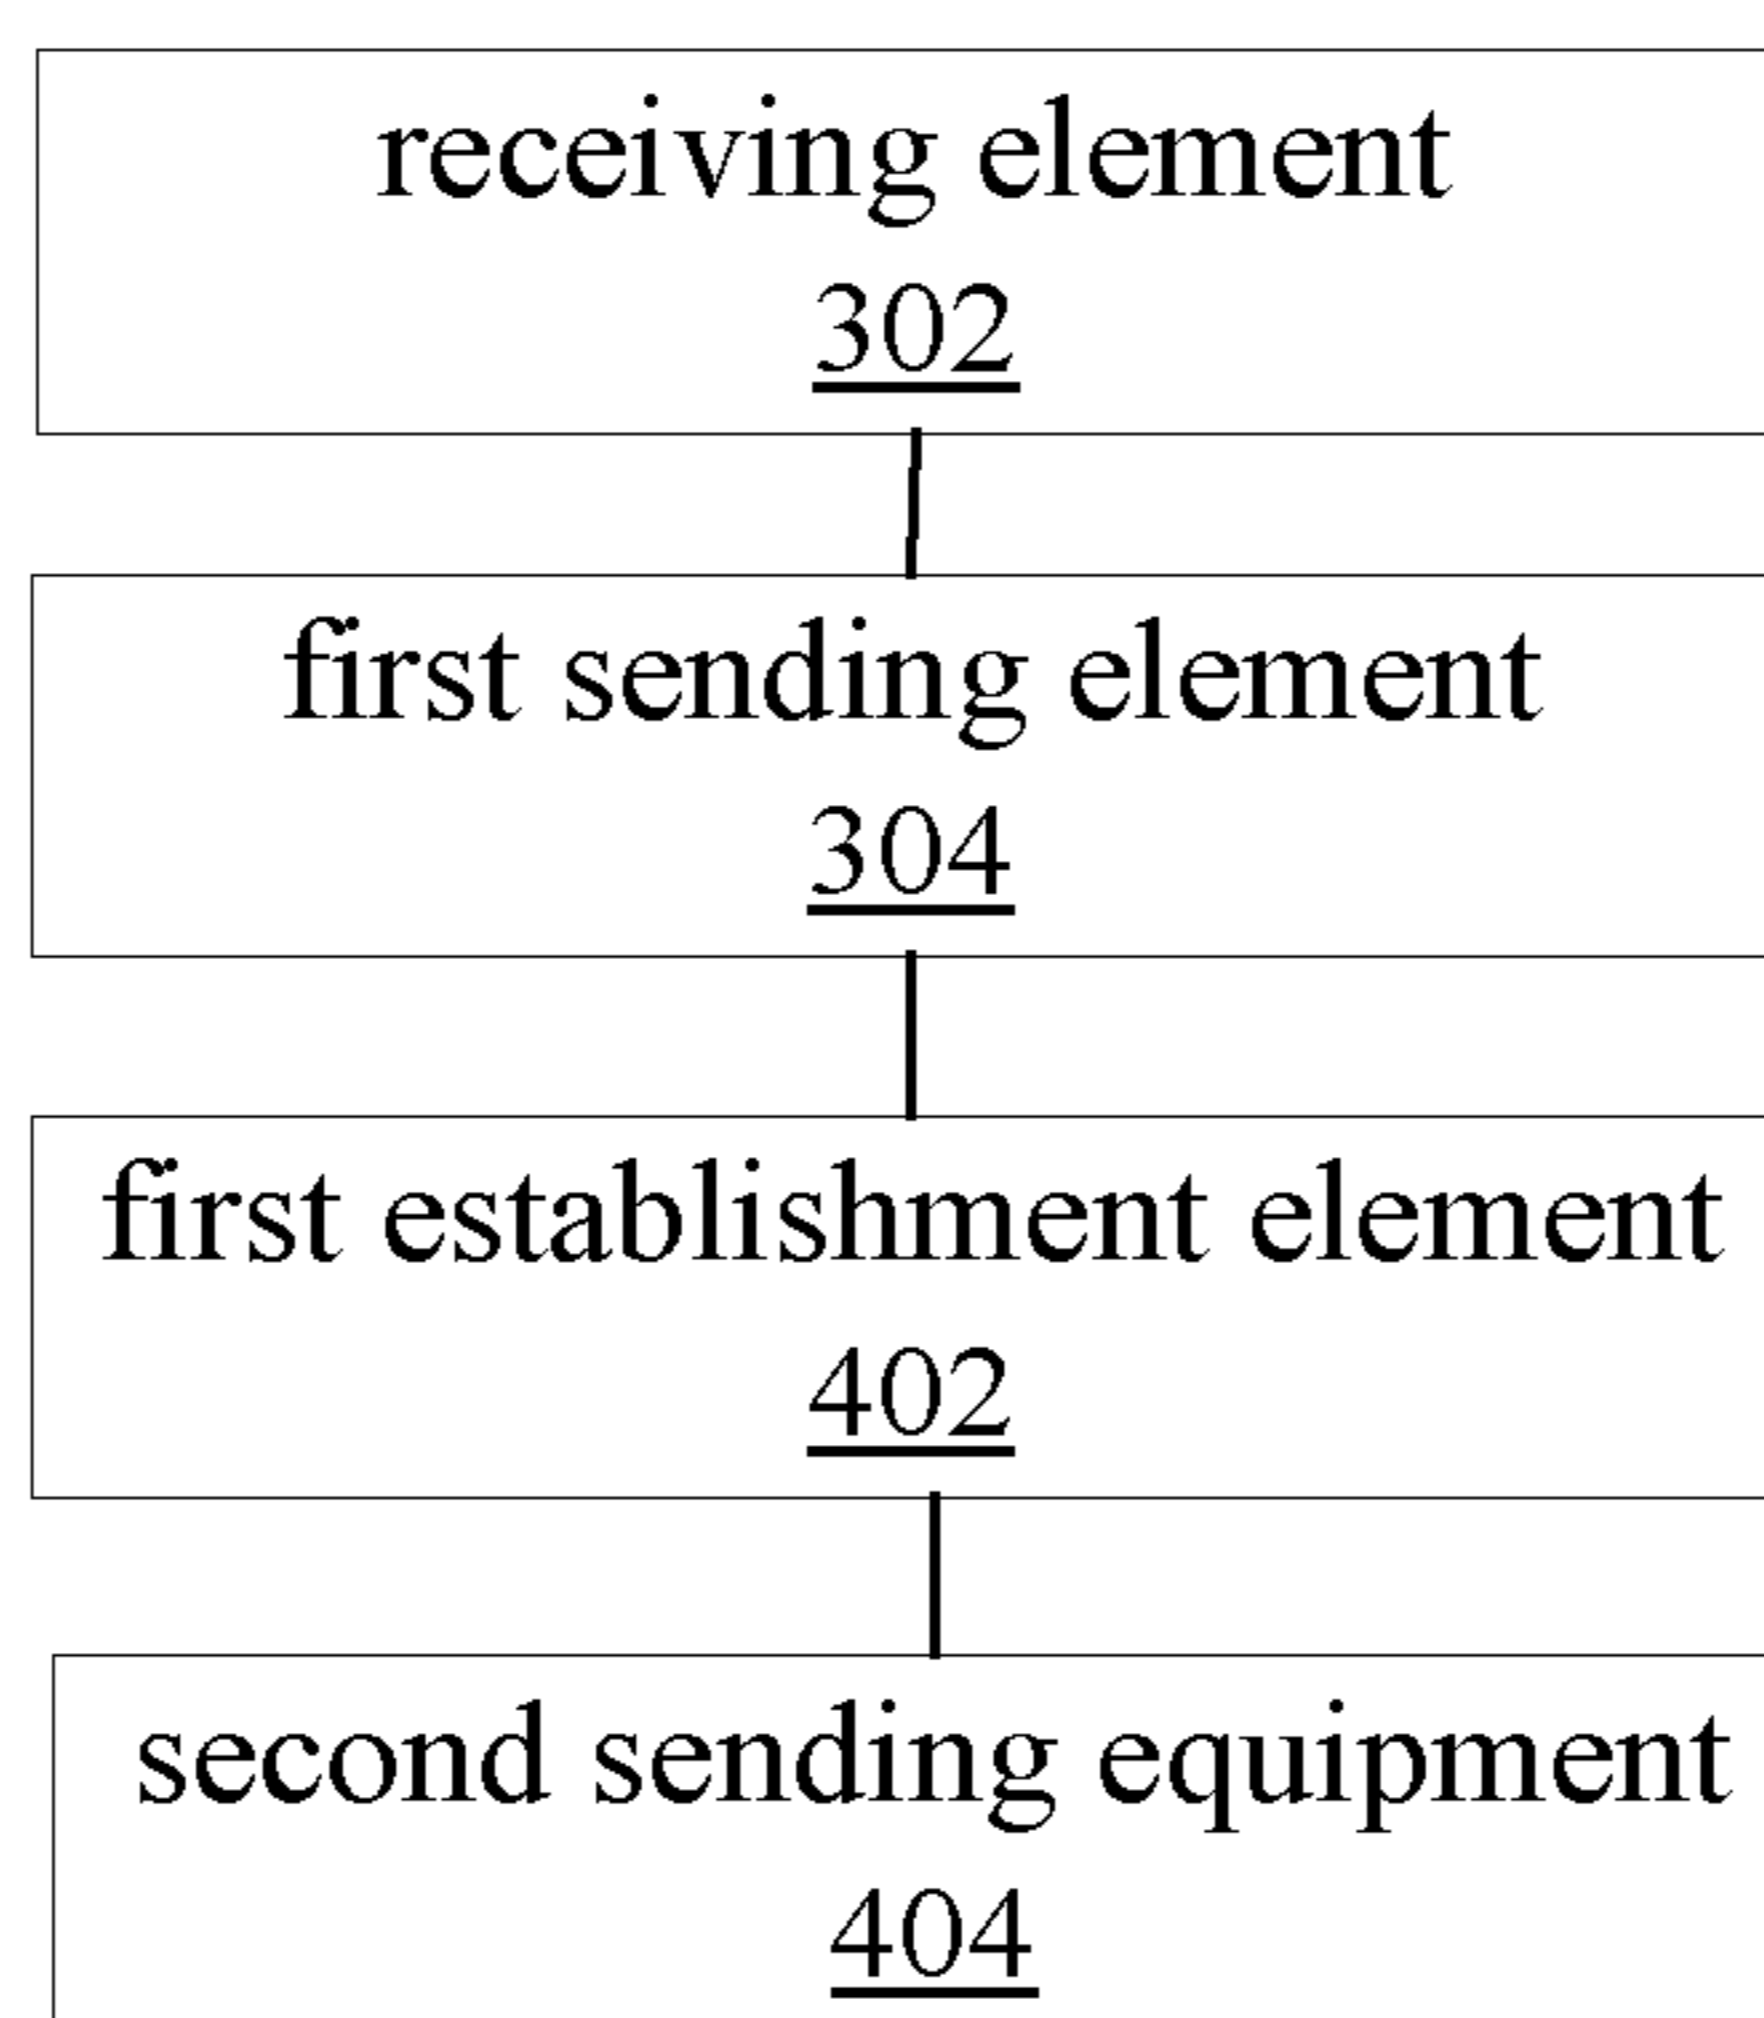 receiving element
302
first sending element
304
first establishment element
402
second sending equipment
404